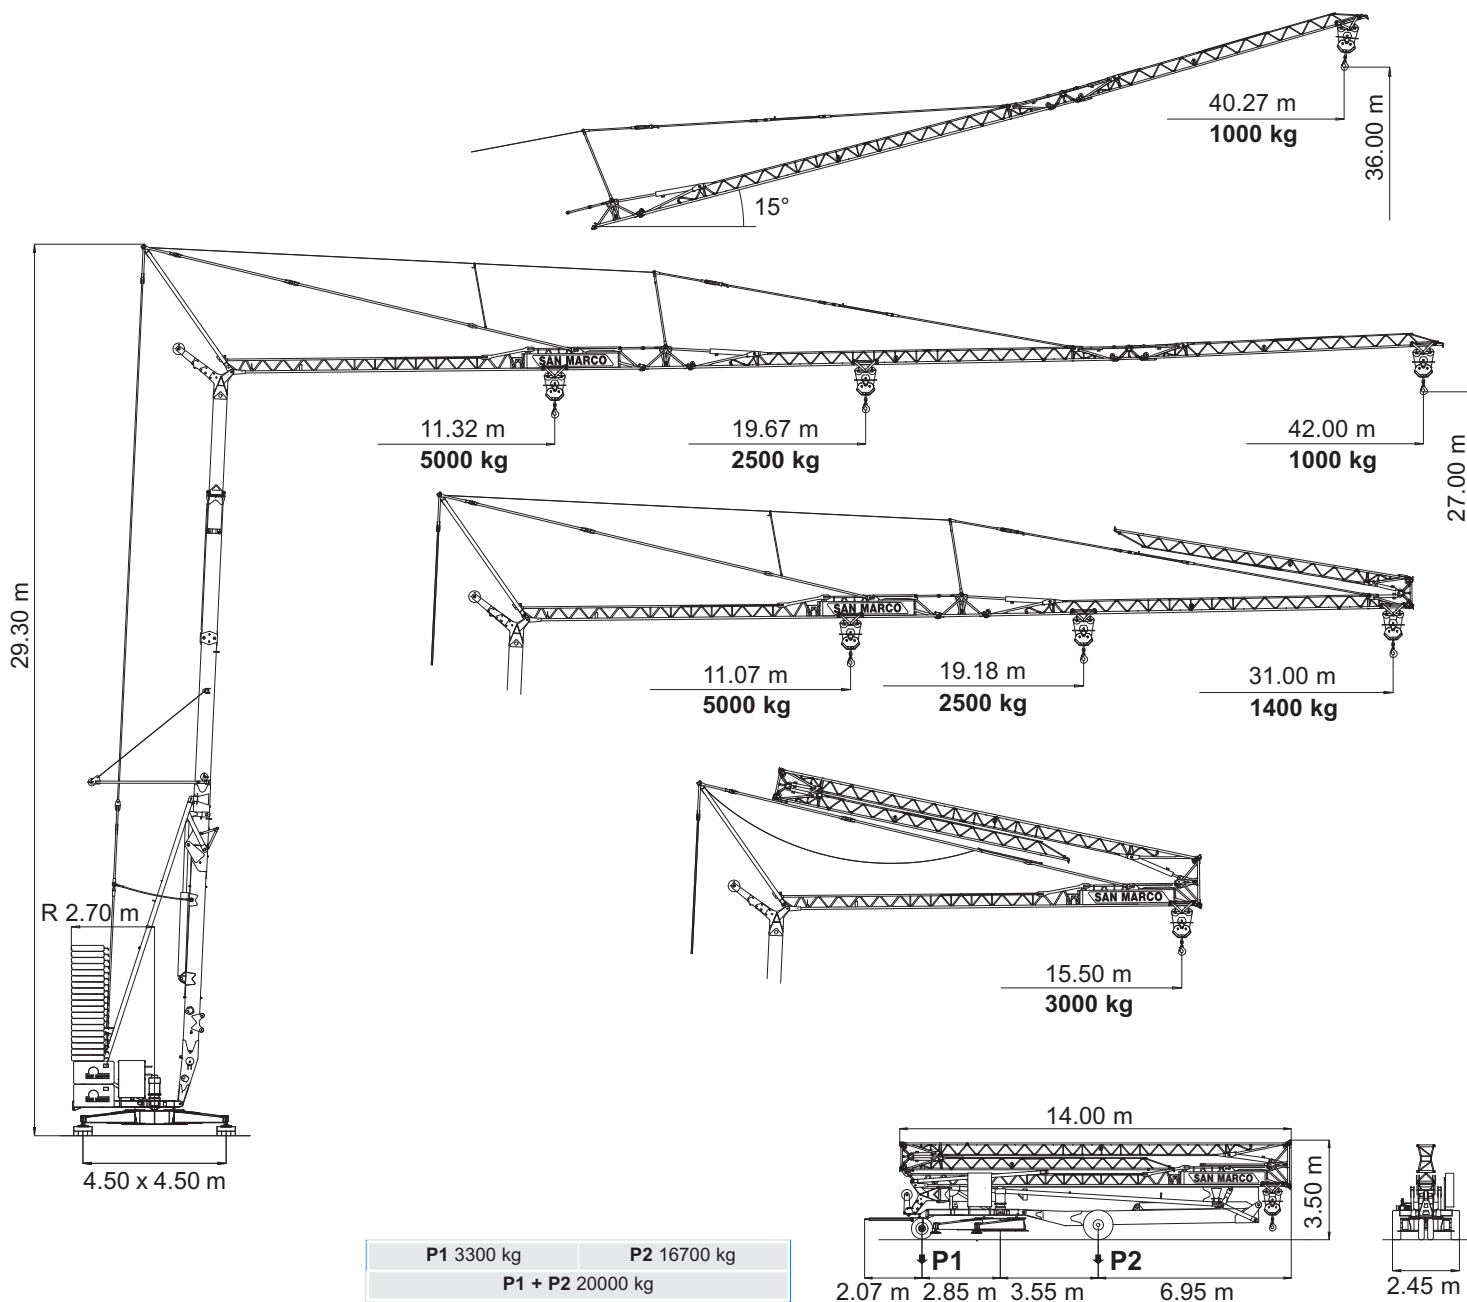 40.27 m
1000 kg
36.00 m
15°
SAN MARCO
11.32 m
5000 kg
19.67 m
2500 kg
42.00 m
1000 kg
27.00 m
29.30 m
SAN MARCO
11.07 m
5000 kg
19.18 m
2500 kg
31.00 m
1400 kg
SAN MARCO
15.50 m
3000 kg
R 2.70 m
4.50 x 4.50 m
14.00 m
SAN MARCO
3.50 m
P1
P2
2.07 m
2.85 m
3.55 m
6.95 m
2.45 m
P1 3300 kg
P2 16700 kg
P1 + P2 20000 kg